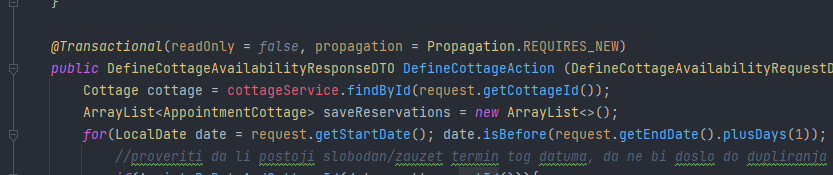 }
@Transactional(readOnly = false, propagation = Propagation.REQUIRES_NEW)
public DefineCottageAvailabilityResponseDTO DefineCottageAction (DefineCottageAvailabilityRequestD
Cottage cottage = cottageService.findById(request.getCottageId());
ArrayList<AppointmentCottage> saveReservations = new ArrayList<>();
for(LocalDate date = request.getStartDate(); date.isBefore(request.getEndDate().plusDays(1));
//proveriti da li postoji slobodan/zauzet termin tog datuma, da ne bi doslo do dupliranja